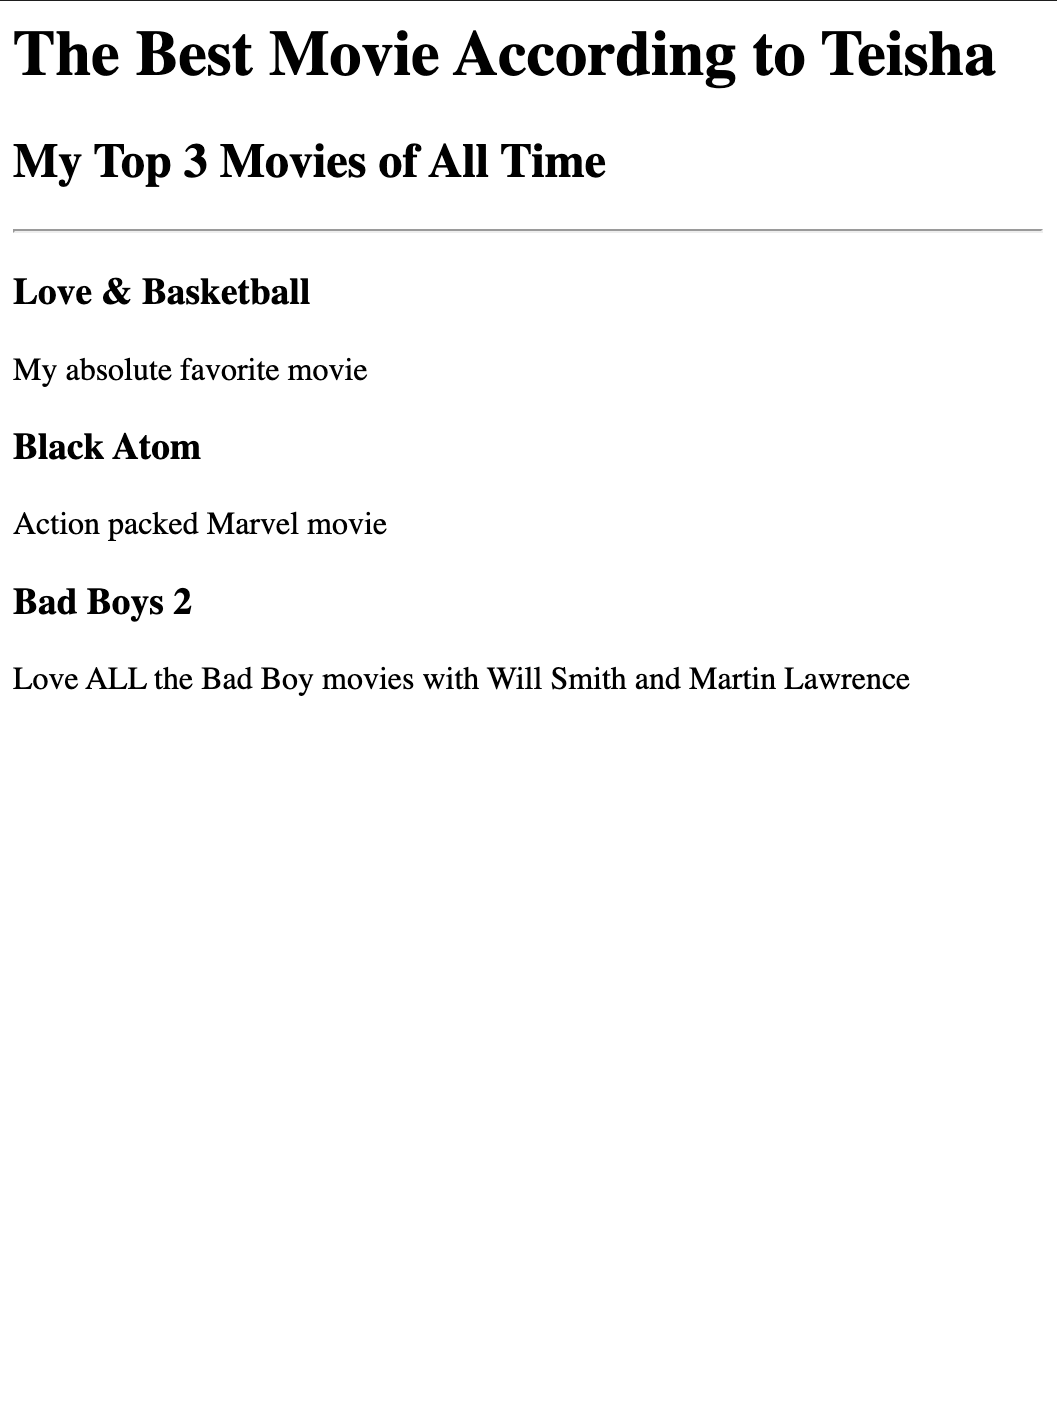 The Best Movie According to Teisha
My Top 3 Movies of All Time
Love & Basketball
My absolute favorite movie
Black Atom
Action packed Marvel movie
Bad Boys 2
Love ALL the Bad Boy movies with Will Smith and Martin Lawrence